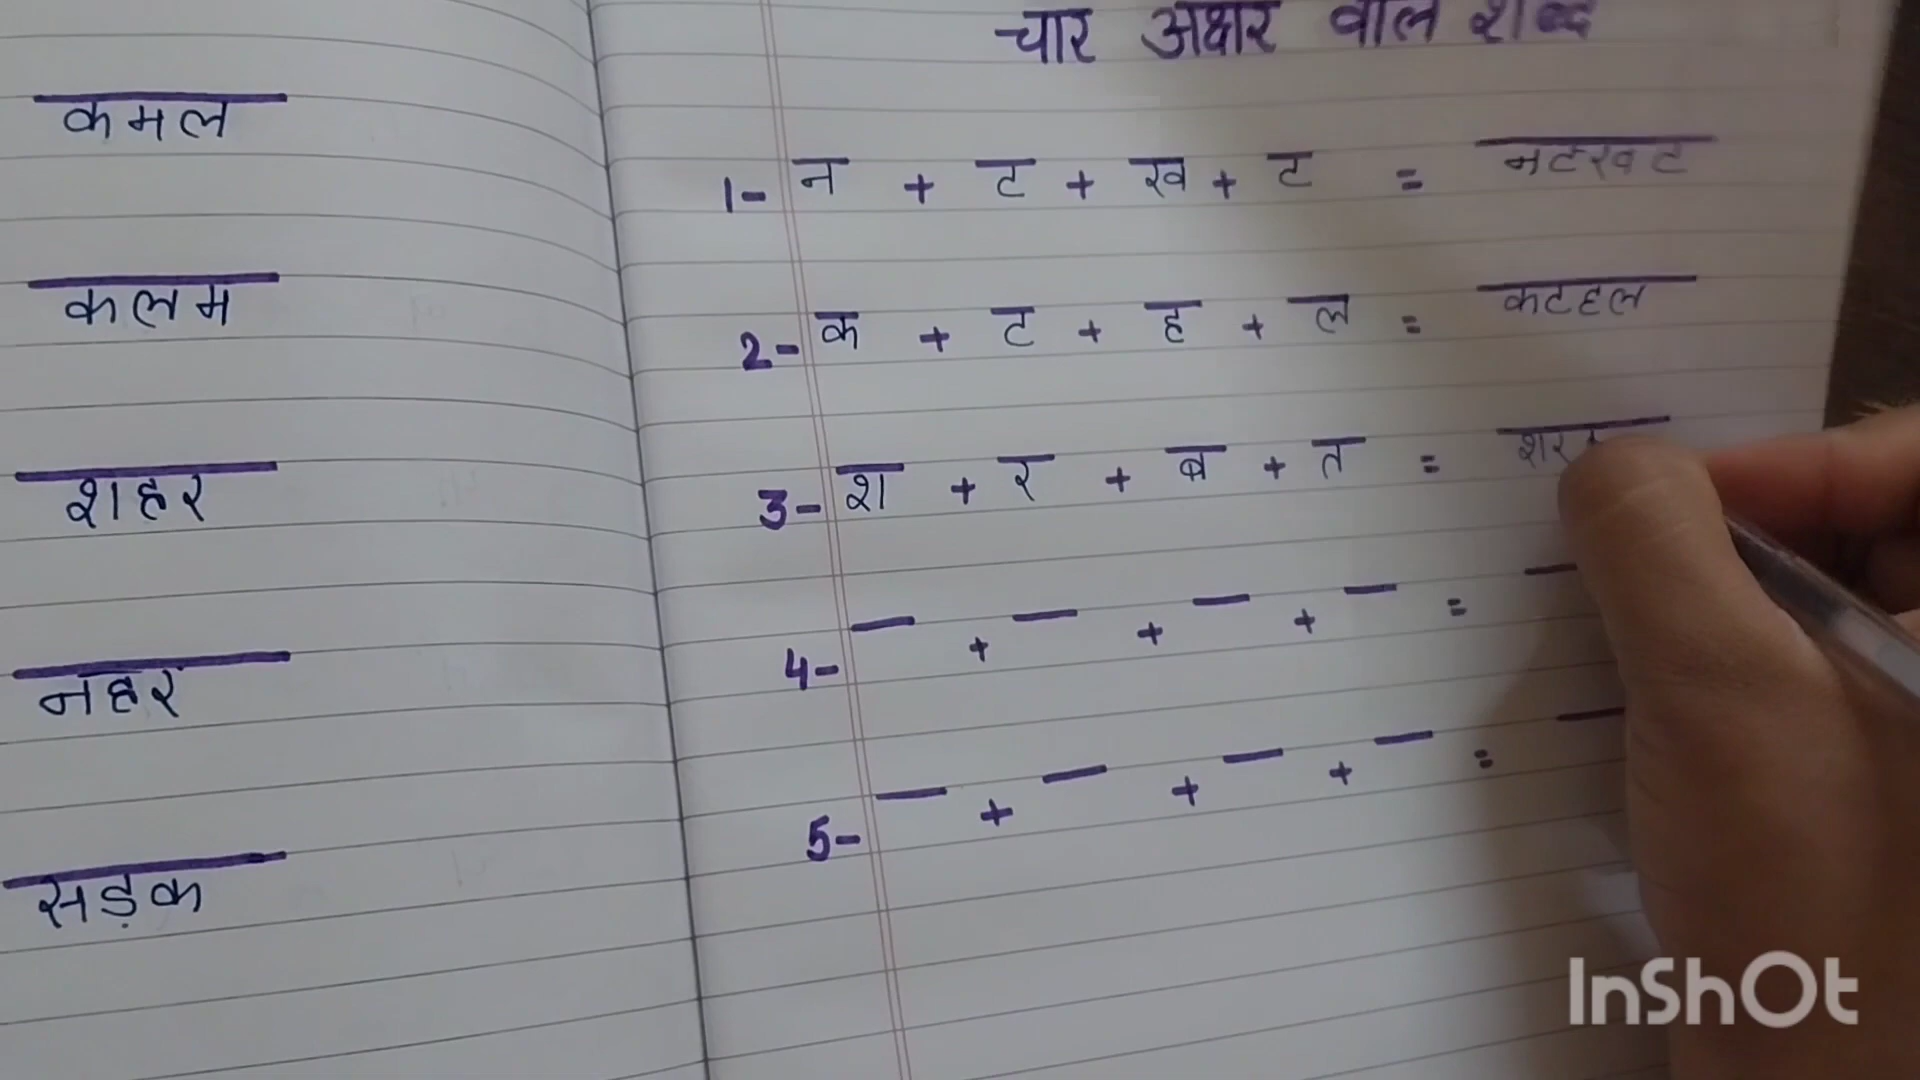 कमल
कलम
शहर
नहर
सड़क
चार अक्षर वाले शब्द
1- न + ट + ख + ट = नटखट
2- क + ट + ह + ल = कटहल
3- श + र + ब + त = शर
4- + + + =
5- + + + =
InShOt